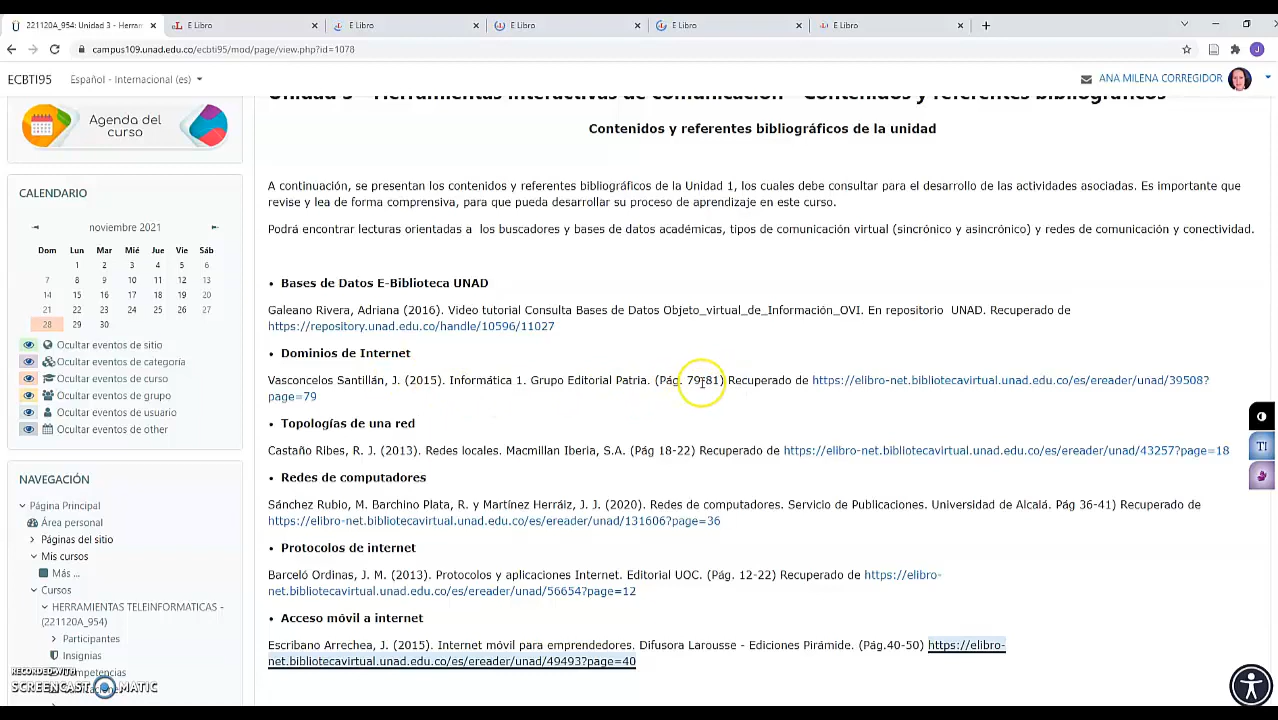 221120A_954: Unidad 3 - Herran
E Libro
E Libro
E Libro
E Libro
E Libro
campus109.unad.edu.co/ecbti95/mod/page/view.php?id=1078
ECBTI95
Español - Internacional (es)
ANA MILENA CORREGIDOR
Agenda del
curso
Unidad 3 - Herramientas interactivas de comunicación - Contenidos y referentes bibliográficos
Contenidos y referentes bibliográficos de la unidad
A continuación, se presentan los contenidos y referentes bibliográficos de la Unidad 1, los cuales debe consultar para el desarrollo de las actividades asociadas. Es importante que
revise y lea de forma comprensiva, para que pueda desarrollar su proceso de aprendizaje en este curso.
Podrá encontrar lecturas orientadas a los buscadores y bases de datos académicas, tipos de comunicación virtual (sincrónico y asincrónico) y redes de comunicación y conectividad.
• Bases de Datos E-Biblioteca UNAD
Galeano Rivera, Adriana (2016). Video tutorial Consulta Bases de Datos Objeto_virtual_de_Información_OVI. En repositorio UNAD. Recuperado de
https://repository.unad.edu.co/handle/10596/11027
• Dominios de Internet
Vasconcelos Santillán, J. (2015). Informática 1. Grupo Editorial Patria. (Pág. 79-81) Recuperado de https://elibro-net.bibliotecavirtual.unad.edu.co/es/ereader/unad/39508?
page=79
• Topologías de una red
Castaño Ribes, R. J. (2013). Redes locales. Macmillan Iberia, S.A. (Pág 18-22) Recuperado de https://elibro-net.bibliotecavirtual.unad.edu.co/es/ereader/unad/43257?page=18
• Redes de computadores
Sánchez Rublo, M. Barchino Plata, R. y Martínez Herráiz, J. J. (2020). Redes de computadores. Servicio de Publicaciones. Universidad de Alcalá. Pág 36-41) Recuperado de
https://elibro-net.bibliotecavirtual.unad.edu.co/es/ereader/unad/131606?page=36
• Protocolos de internet
Barceló Ordinas, J. M. (2013). Protocolos y aplicaciones Internet. Editorial UOC. (Pág. 12-22) Recuperado de https://elibro-
net.bibliotecavirtual.unad.edu.co/es/ereader/unad/56654?page=12
• Acceso móvil a internet
Escribano Arrechea, J. (2015). Internet móvil para emprendedores. Difusora Larousse - Ediciones Pirámide. (Pág.40-50) https://elibro-
net.bibliotecavirtual.unad.edu.co/es/ereader/unad/49493?page=40
CALENDARIO
noviembre 2021
Dom Lun Mar Mié Jue Vie Sáb
1 2 3 4 5 6
7 8 9 10 11 12 13
14 15 16 17 18 19 20
21 22 23 24 25 26 27
28 29 30
Ocultar eventos de sitio
Ocultar eventos de categoría
Ocultar eventos de curso
Ocultar eventos de grupo
Ocultar eventos de usuario
Ocultar eventos de other
NAVEGACIÓN
Página Principal
Área personal
Páginas del sitio
Mis cursos
Más ...
Cursos
HERRAMIENTAS TELEINFORMATICAS -
(221120A_954)
Participantes
Insignias
Competencias
RECORDED WITH
SCREENCAST MATIC
J
TI